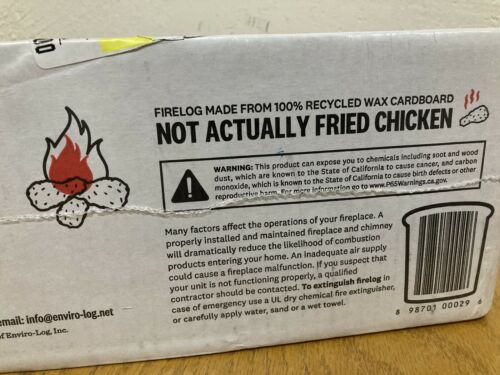 FIRELOG MADE FROM 100% RECYCLED WAX CARDBOARD
NOT ACTUALLY FRIED CHICKEN
WARNING: This product can expose you to chemicals including soot and wood
dust, which are known to the State of California to cause cancer, and carbon
monoxide, which is known to the State of California to cause birth defects or other
reproductive harm. For more information go to www.P65Warnings.ca.gov.
Many factors affect the operations of your fireplace. A
properly installed and maintained fireplace and chimney
will dramatically reduce the likelihood of combustion
products entering your home. An inadequate air supply
could cause a fireplace malfunction. If you suspect that
your unit is not functioning properly, a qualified
contractor should be contacted. To extinguish firelog in
case of emergency use a UL dry chemical fire extinguisher,
or carefully apply water, sand or a wet towel.
email: info@enviro-log.net
of Enviro-Log, Inc.
8 98701 00029 6